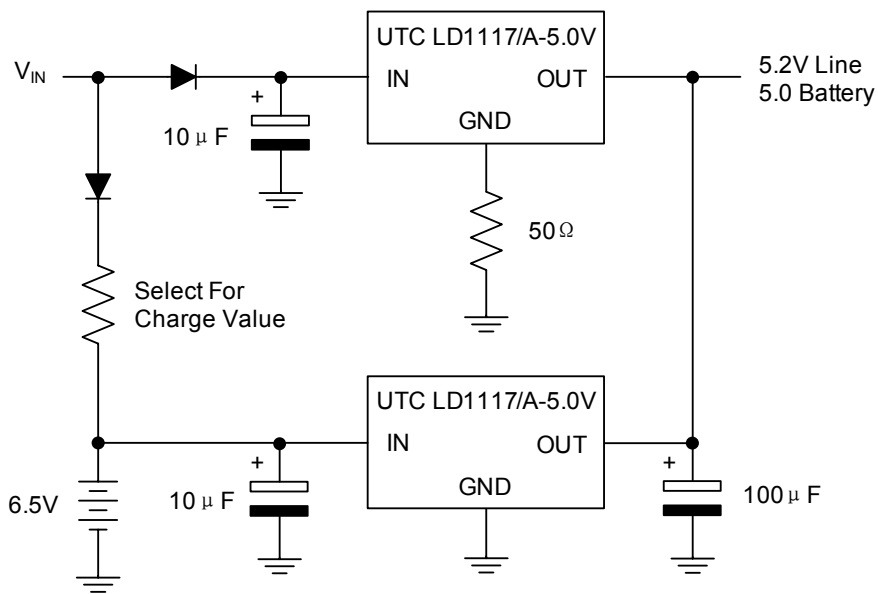 UTC LD1117/A-5.0V
VIN
IN
OUT
5.2V Line
5.0 Battery
+
10 μ F
GND
50Ω
Select For
Charge Value
UTC LD1117/A-5.0V
IN
OUT
+
+
6.5V
10 μ F
GND
100 μ F